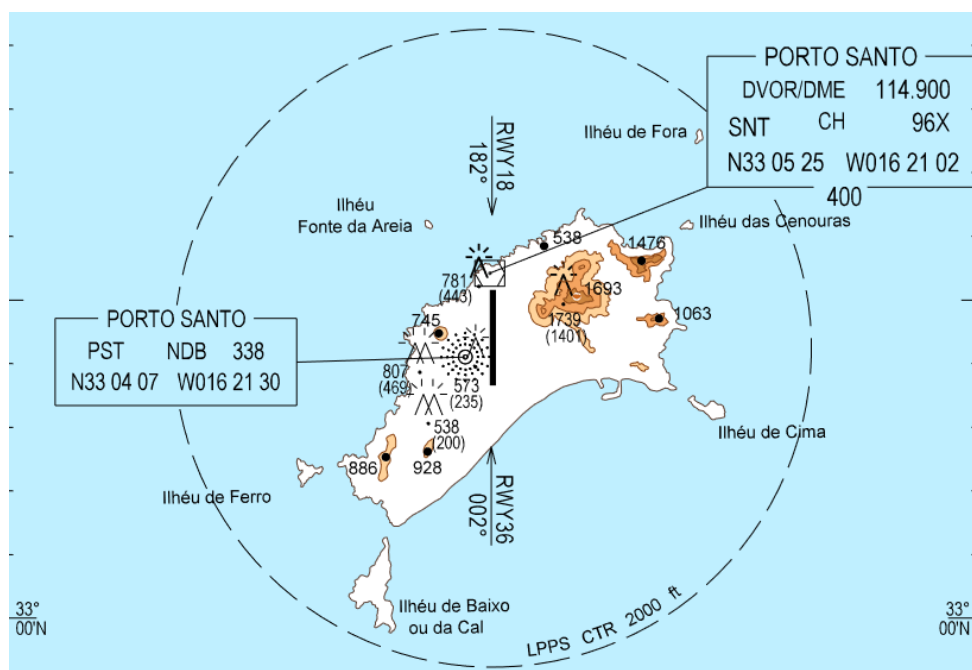 PORTO SANTO
DVOR/DME 114.900
SNT CH 96X
N33 05 25 W016 21 02
400
RWY18
182°
Ilhéu de Fora
Ilhéu
Fonte da Areia
Ilhéu das Cenouras
538
1476
781
(443)
1693
1739
(1401)
1063
745
PORTO SANTO
PST NDB 338
N33 04 07 W016 21 30
807
(469)
573
(235)
538
(200)
Ilhéu de Cima
886
928
Ilhéu de Ferro
RWY36
002°
Ilhéu de Baixo
ou da Cal
LPPS CTR 2000 ft
33°
00'N
33°
00'N